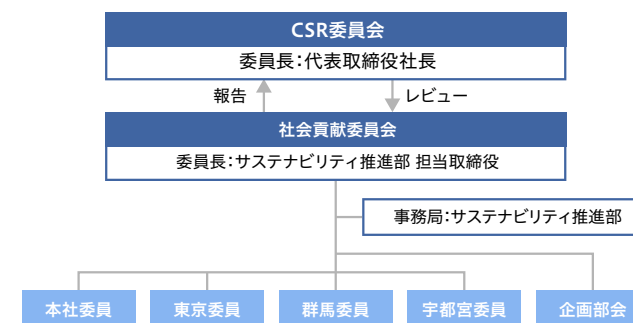 CSR委員会
委員長：代表取締役社長
報告
レビュー
社会貢献委員会
委員長：サステナビリティ推進部 担当取締役
事務局：サステナビリティ推進部
本社委員
東京委員
群馬委員
宇都宮委員
企画部会